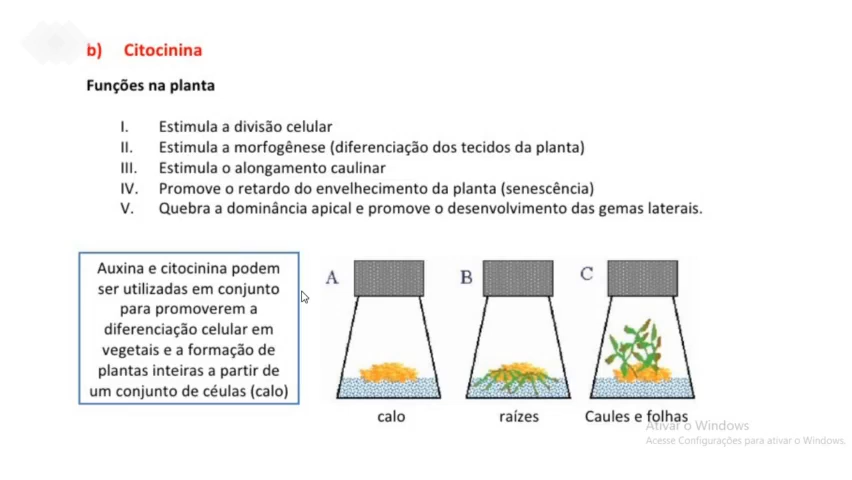 b) Citocinina
Funções na planta
I. Estimula a divisão celular
II. Estimula a morfogênese (diferenciação dos tecidos da planta)
III. Estimula o alongamento caulinar
IV. Promove o retardo do envelhecimento da planta (senescência)
V. Quebra a dominância apical e promove o desenvolvimento das gemas laterais.
Auxina e citocinina podem
ser utilizadas em conjunto
para promoverem a
diferenciação celular em
vegetais e a formação de
plantas inteiras a partir de
um conjunto de céulas (calo)
A B C
calo raízes Caules e folhas
Ativar o Windows
Acesse Configurações para ativar o Windows.